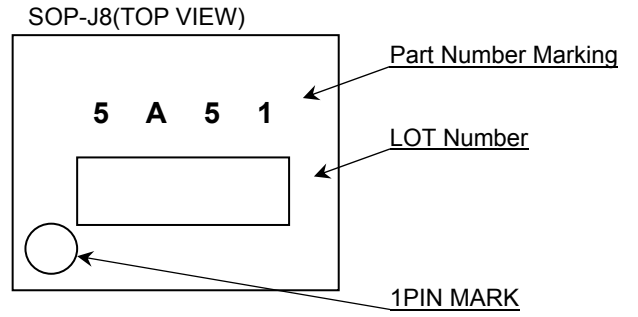 SOP-J8(TOP VIEW)
Part Number Marking
5 A 5 1
LOT Number
1PIN MARK